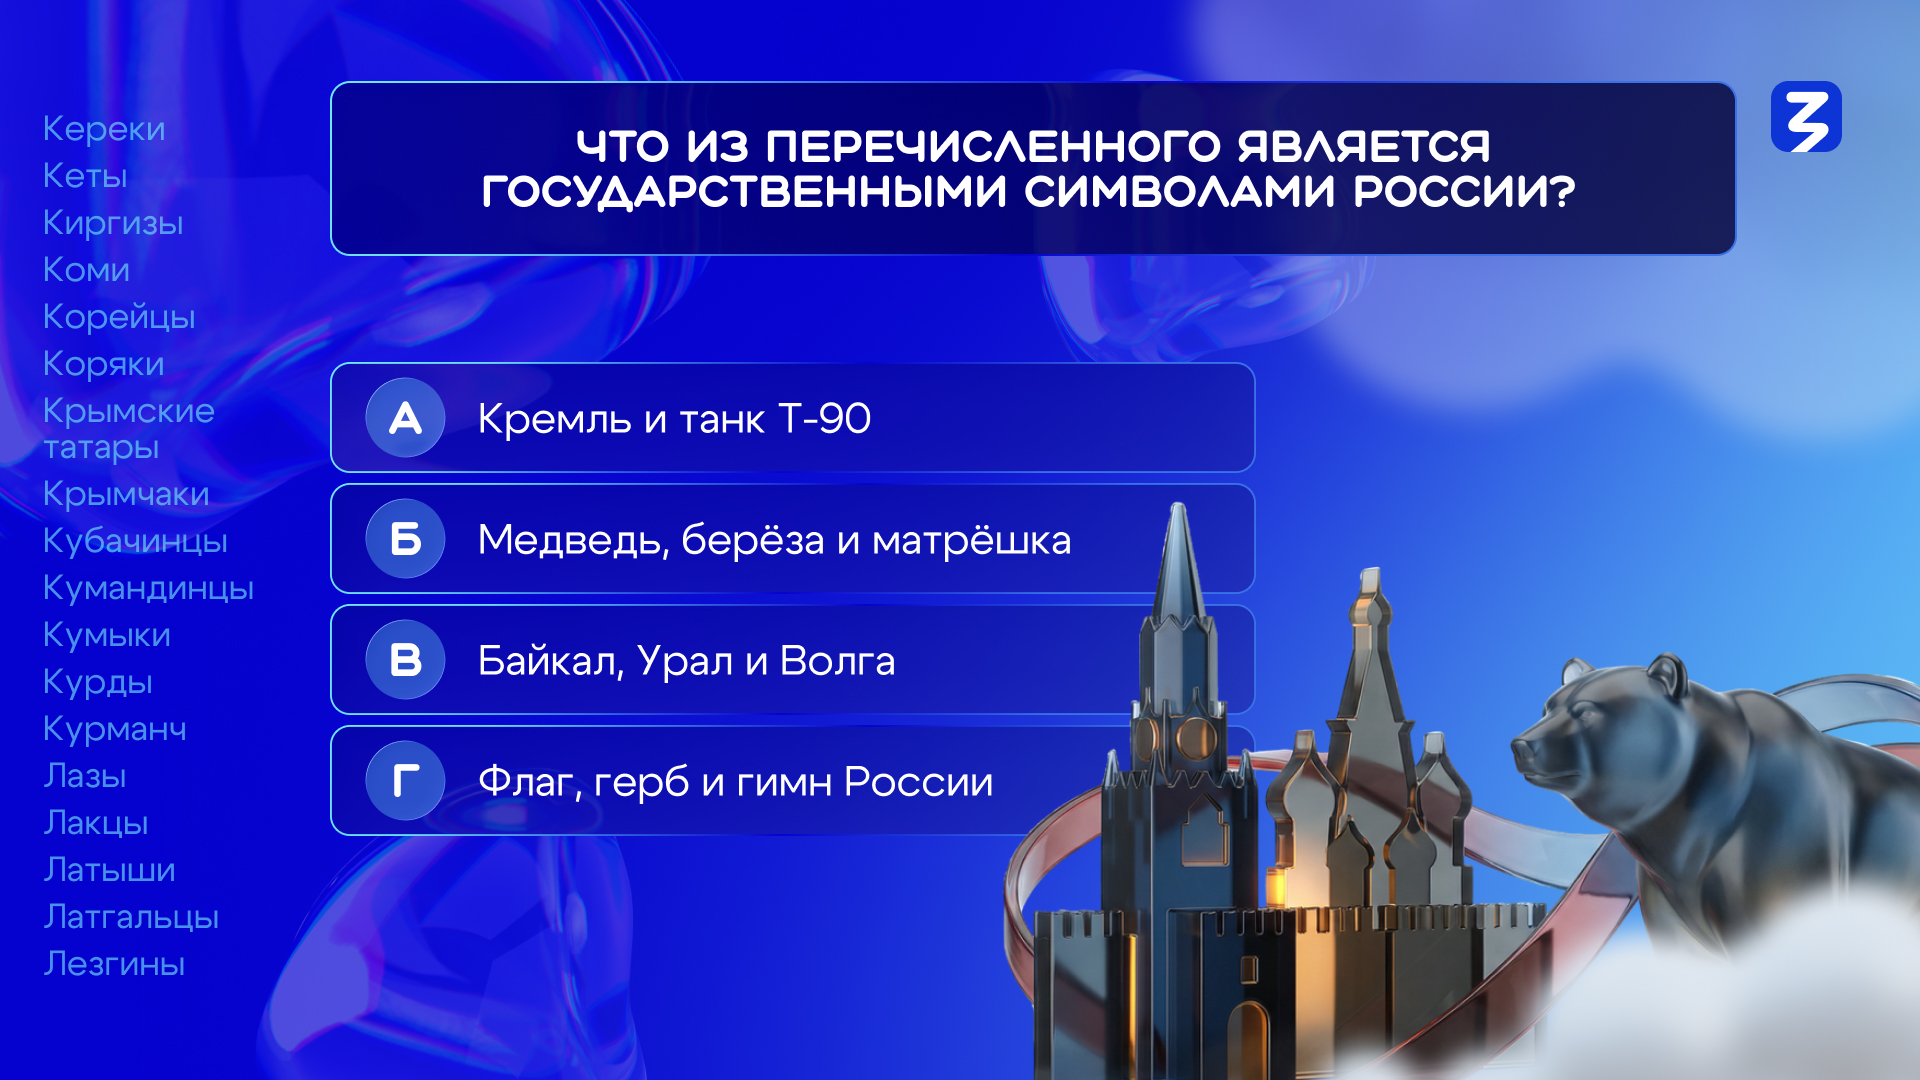 ЧТО ИЗ ПЕРЕЧИСЛЕННОГО ЯВЛЯЕТСЯ
ГОСУДАРСТВЕННЫМИ СИМВОЛАМИ РОССИИ?
А Кремль и танк Т-90
Б Медведь, берёза и матрёшка
В Байкал, Урал и Волга
Г Флаг, герб и гимн России
Кереки
Кеты
Киргизы
Коми
Корейцы
Коряки
Крымские
татары
Крымчаки
Кубачинцы
Кумандинцы
Кумыки
Курды
Курманч
Лазы
Лакцы
Латыши
Латгальцы
Лезгины